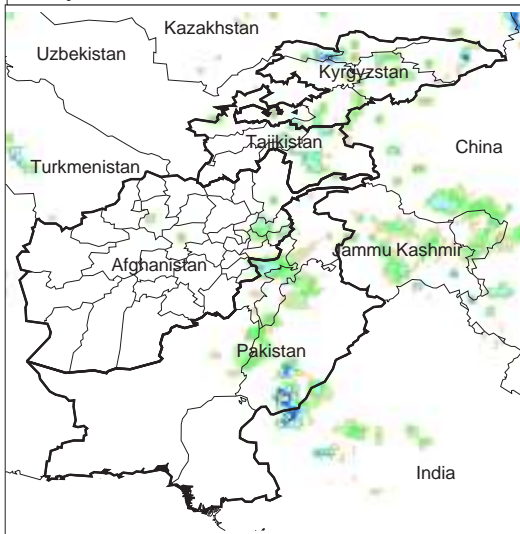 Kazakhstan
Uzbekistan
Kyrgyzstan
Tajikistan
China
Turkmenistan
Jammu Kashmir
Afghanistan
Pakistan
India